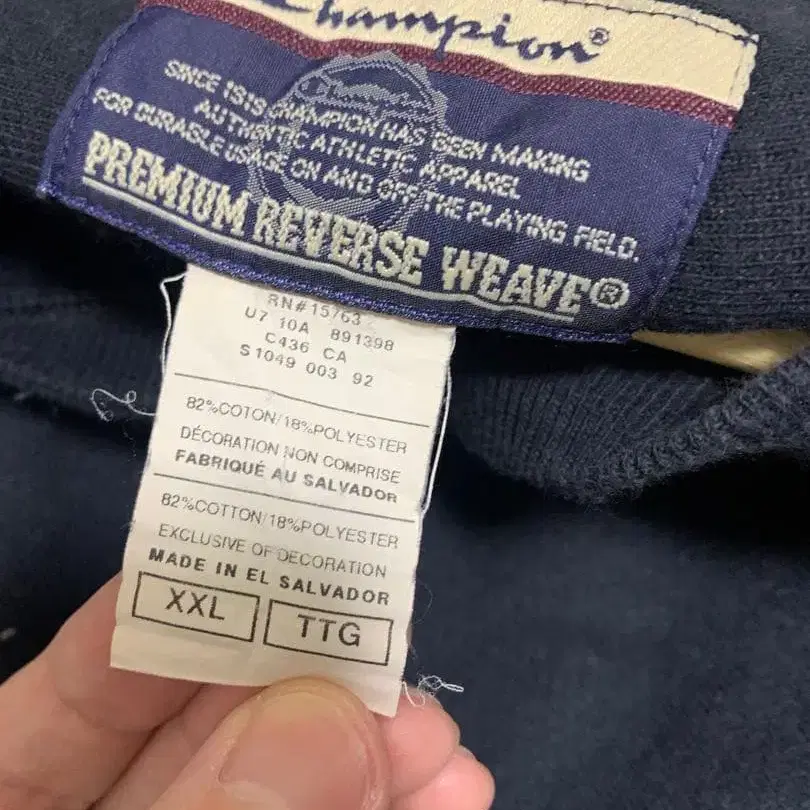 Champion®
Champion
SINCE 1919 CHAMPION HAS BEEN MAKING
AUTHENTIC ATHLETIC APPAREL
FOR DURABLE USAGE ON AND OFF THE PLAYING FIELD.
PREMIUM REVERSE WEAVE®
RN#15763
U7 10A 891398
C436 CA
S1049 003 92
82%COTON/18%POLYESTER
DÉCORATION NON COMPRISE
FABRIQUÉ AU SALVADOR
82%COTTON/18%POLYESTER
EXCLUSIVE OF DECORATION
MADE IN EL SALVADOR
XXL TTG